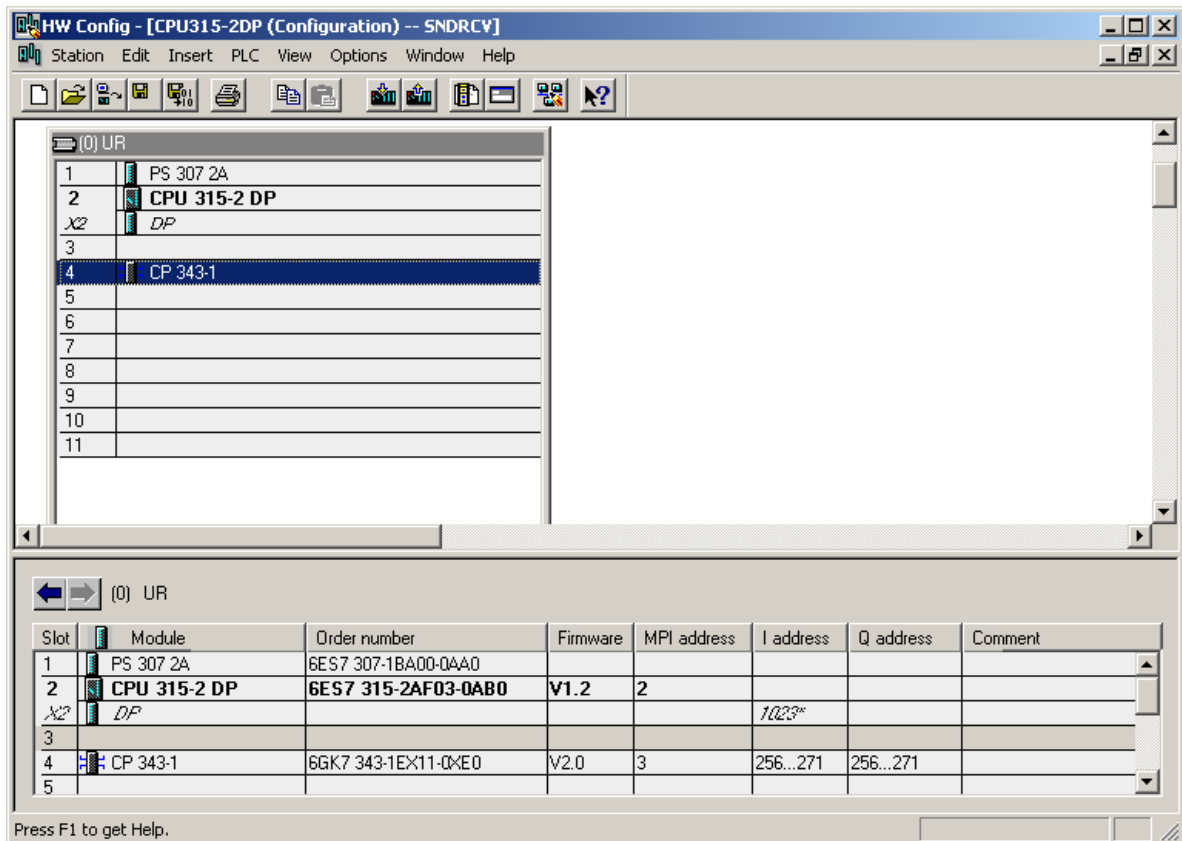 HW Config - [CPU315-2DP (Configuration) -- SNDRCV]
Station Edit Insert PLC View Options Window Help
(0) UR
1 PS 307 2A
2 CPU 315-2 DP
X2 DP
3
4 CP 343-1
5
6
7
8
9
10
11
(0) UR
Slot Module Order number Firmware MPI address I address Q address Comment
1 PS 307 2A 6ES7 307-1BA00-0AA0
2 CPU 315-2 DP 6ES7 315-2AF03-0AB0 V1.2 2
X2 DP 1023*
3
4 CP 343-1 6GK7 343-1EX11-0XE0 V2.0 3 256...271 256...271
5
Press F1 to get Help.